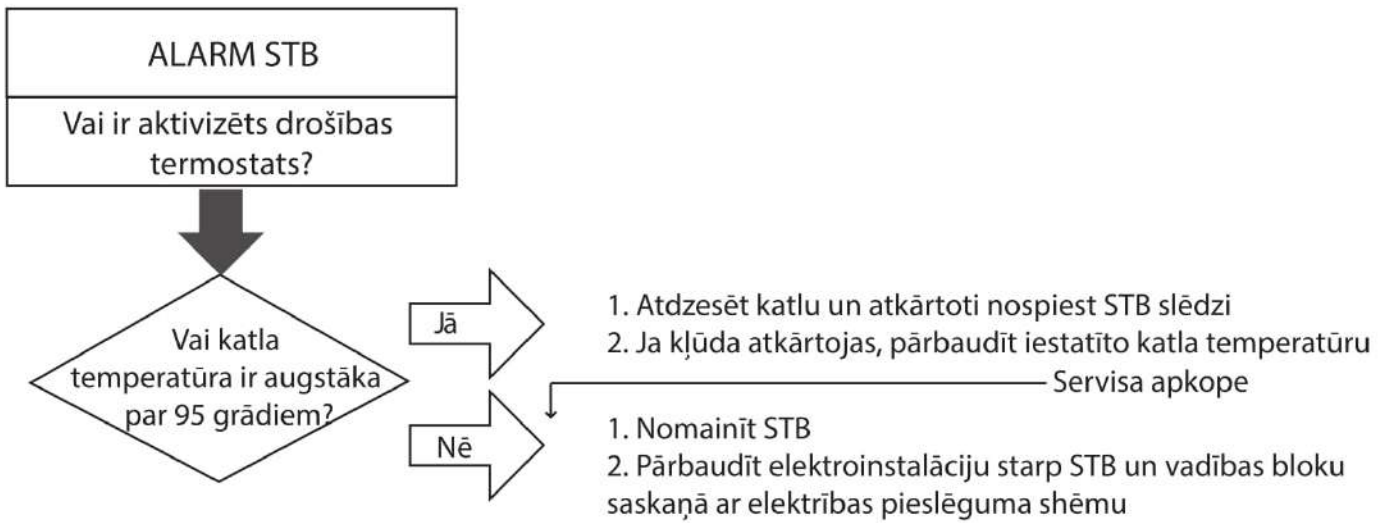 ALARM STB
Vai ir aktivizēts drošības
termostats?
Vai katla
temperatūra ir augstāka
par 95 grādiem?
Jā
1. Atdzesēt katlu un atkārtoti nospiest STB slēdzi
2. Ja kļūda atkārtojas, pārbaudīt iestatīto katla temperatūru
Servisa apkope
Nē
1. Nomainīt STB
2. Pārbaudīt elektroinstalāciju starp STB un vadības bloku
saskaņā ar elektrības pieslēguma shēmu